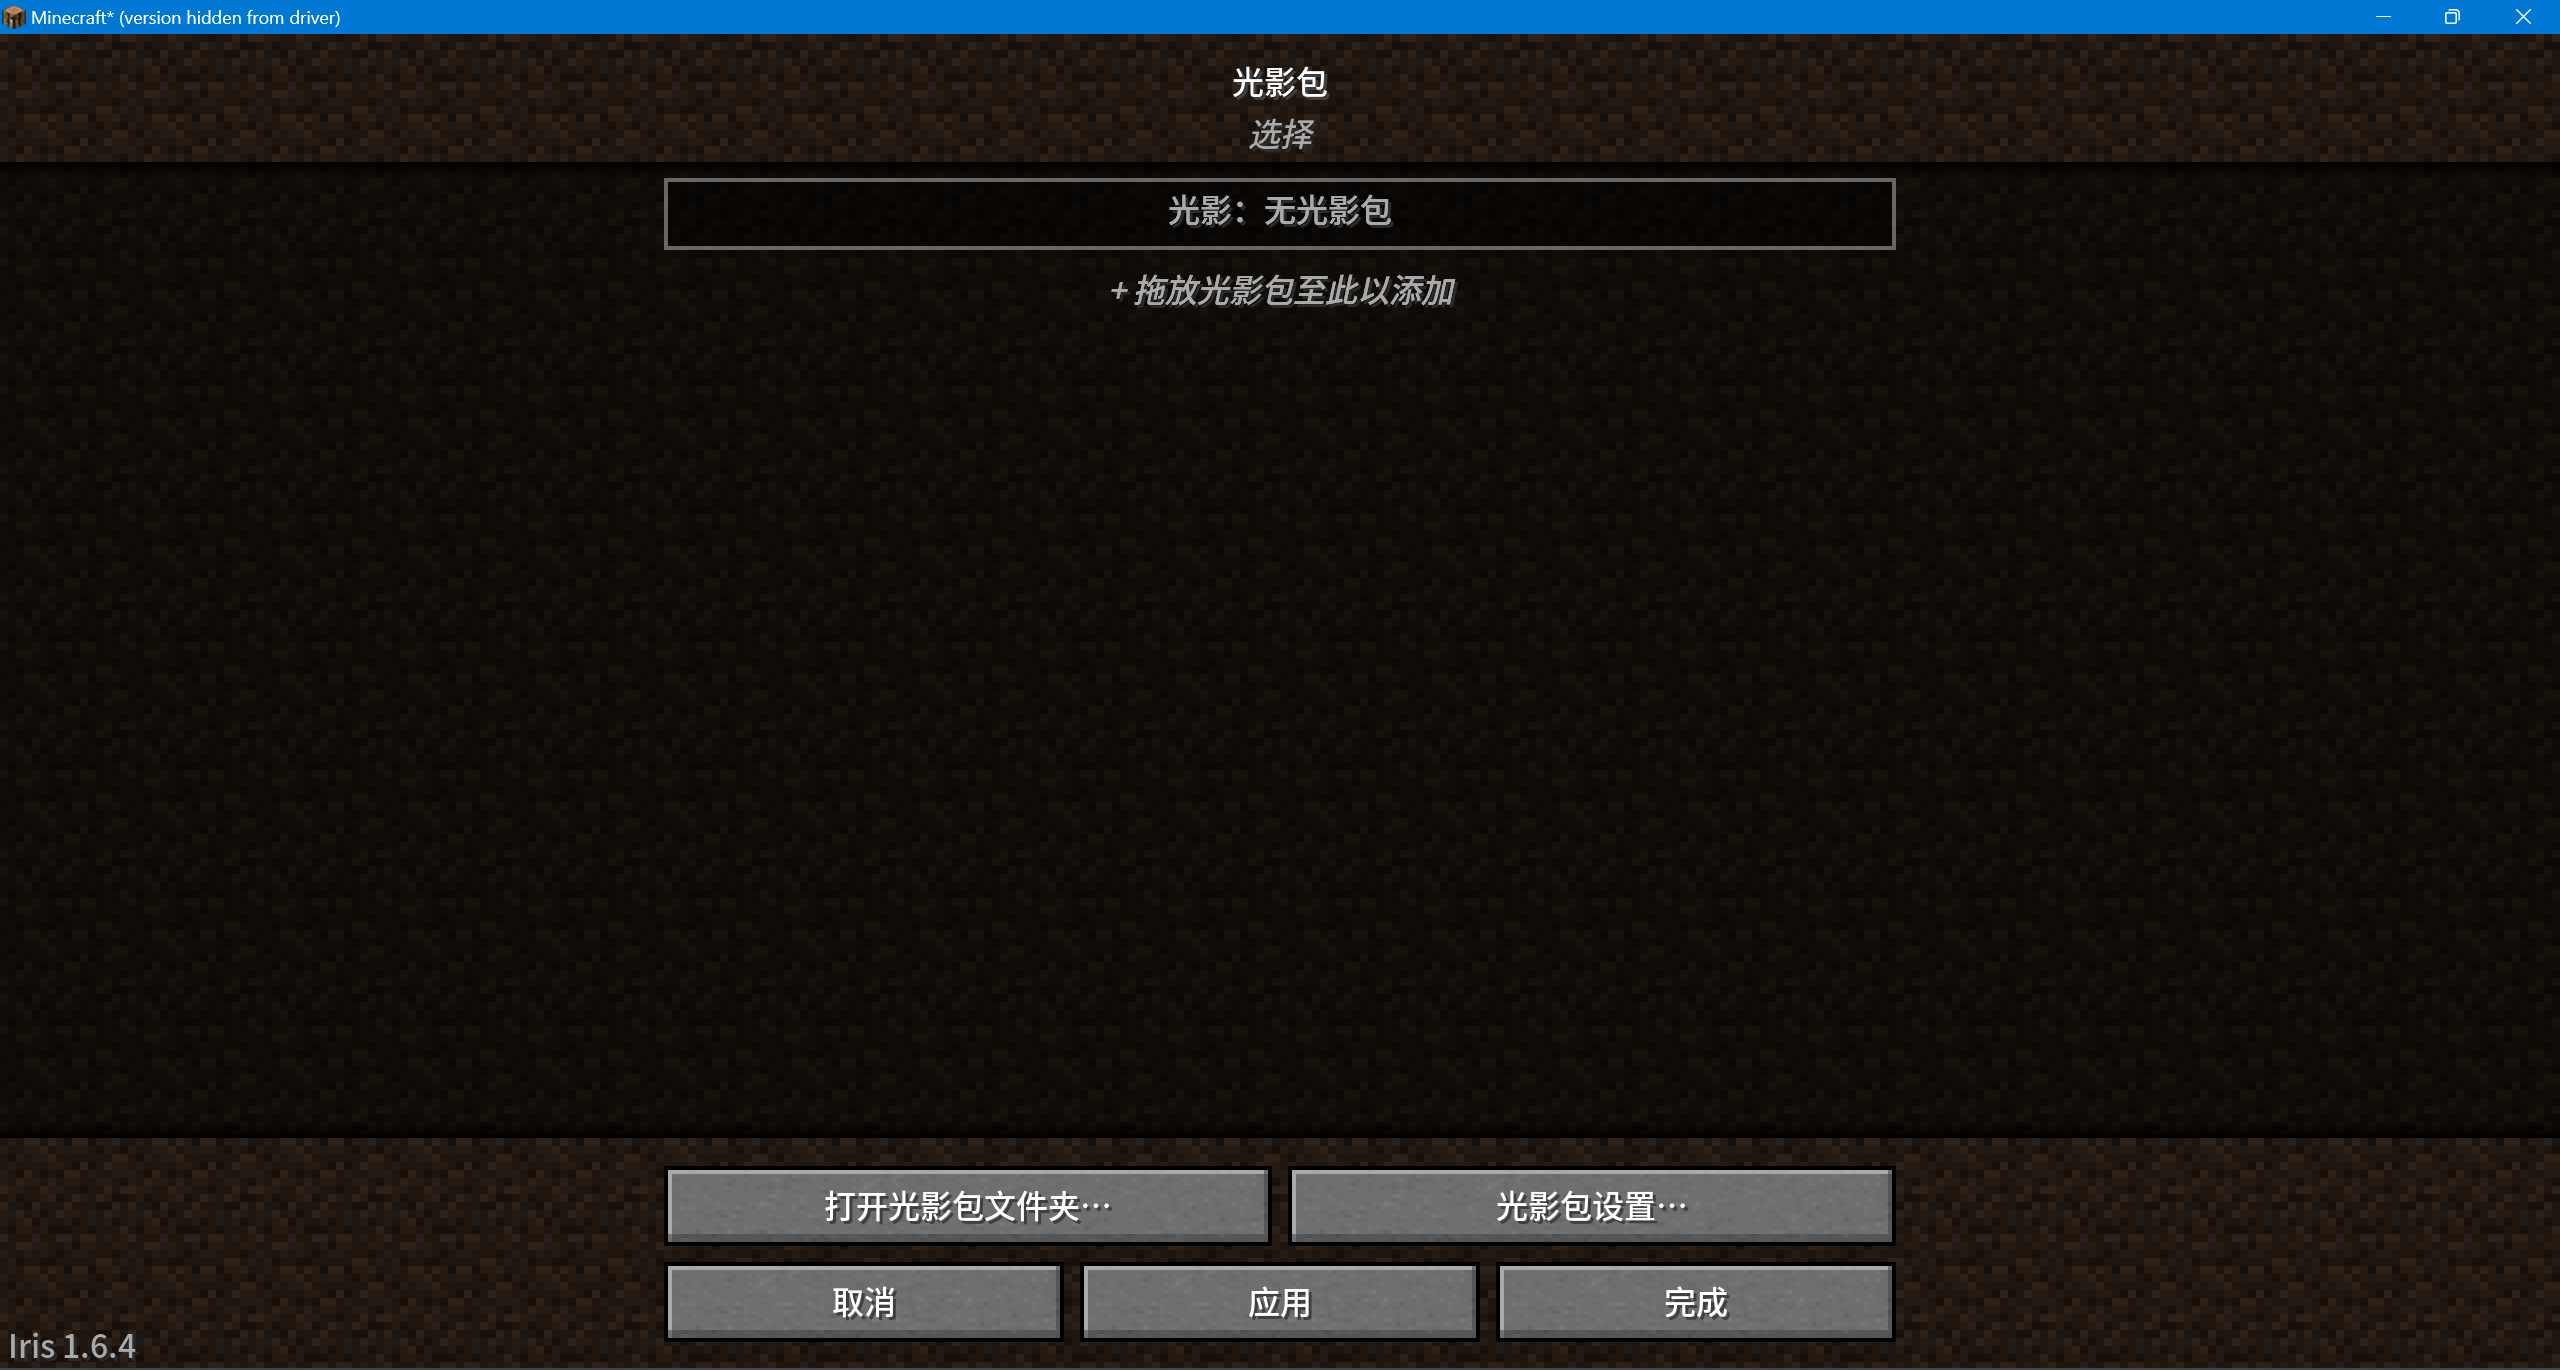 Minecraft* (version hidden from driver)
光影包
选择
光影：无光影包
+ 拖放光影包至此以添加
打开光影包文件夹…
光影包设置…
取消
应用
完成
Iris 1.6.4